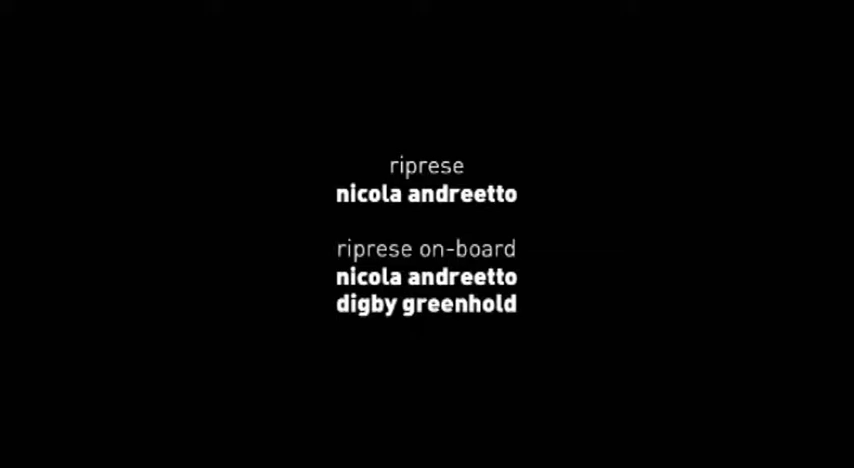 riprese
nicola andreetto
riprese on-board
nicola andreetto
digby greenhold